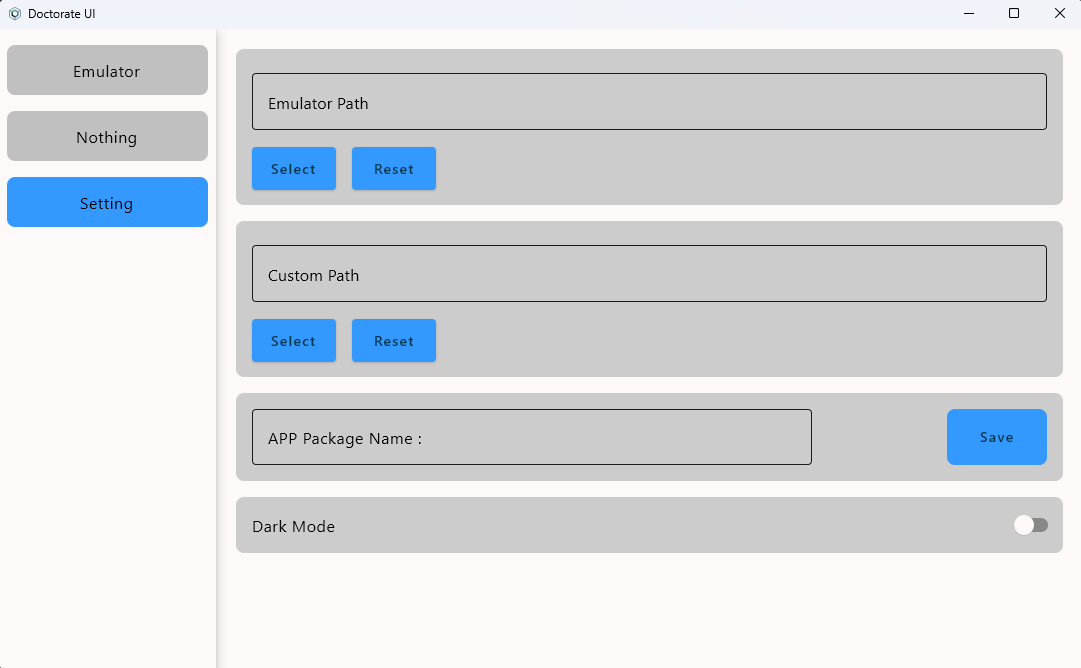 Doctorate UI
Emulator
Nothing
Setting
Emulator Path
Select Reset
Custom Path
Select Reset
APP Package Name :
Save
Dark Mode